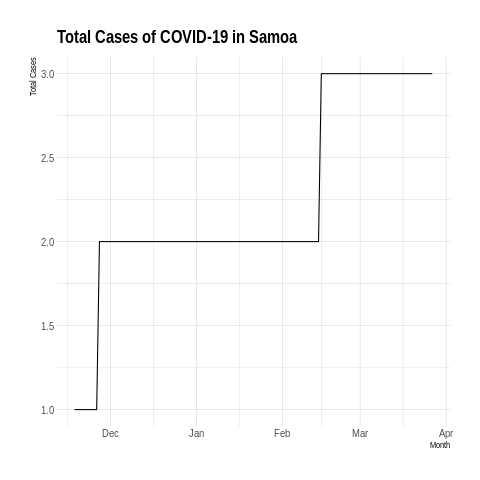 Total Cases of COVID-19 in Samoa
Total Cases
3.0
2.5
2.0
1.5
1.0
Dec Jan Feb Mar Apr
Month